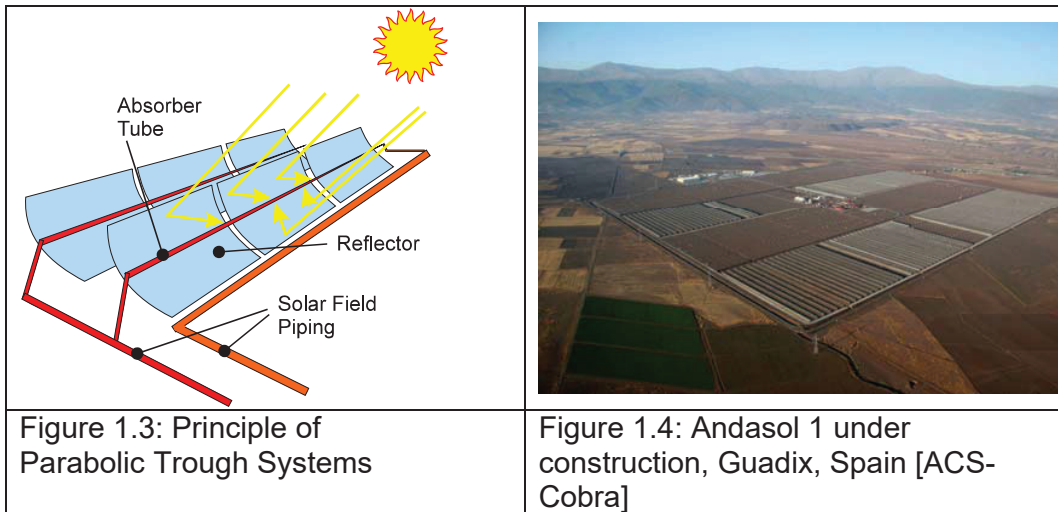 Absorber
Tube
Reflector
Solar Field
Piping
Figure 1.3: Principle of
Parabolic Trough Systems
Figure 1.4: Andasol 1 under
construction, Guadix, Spain [ACS-
Cobra]